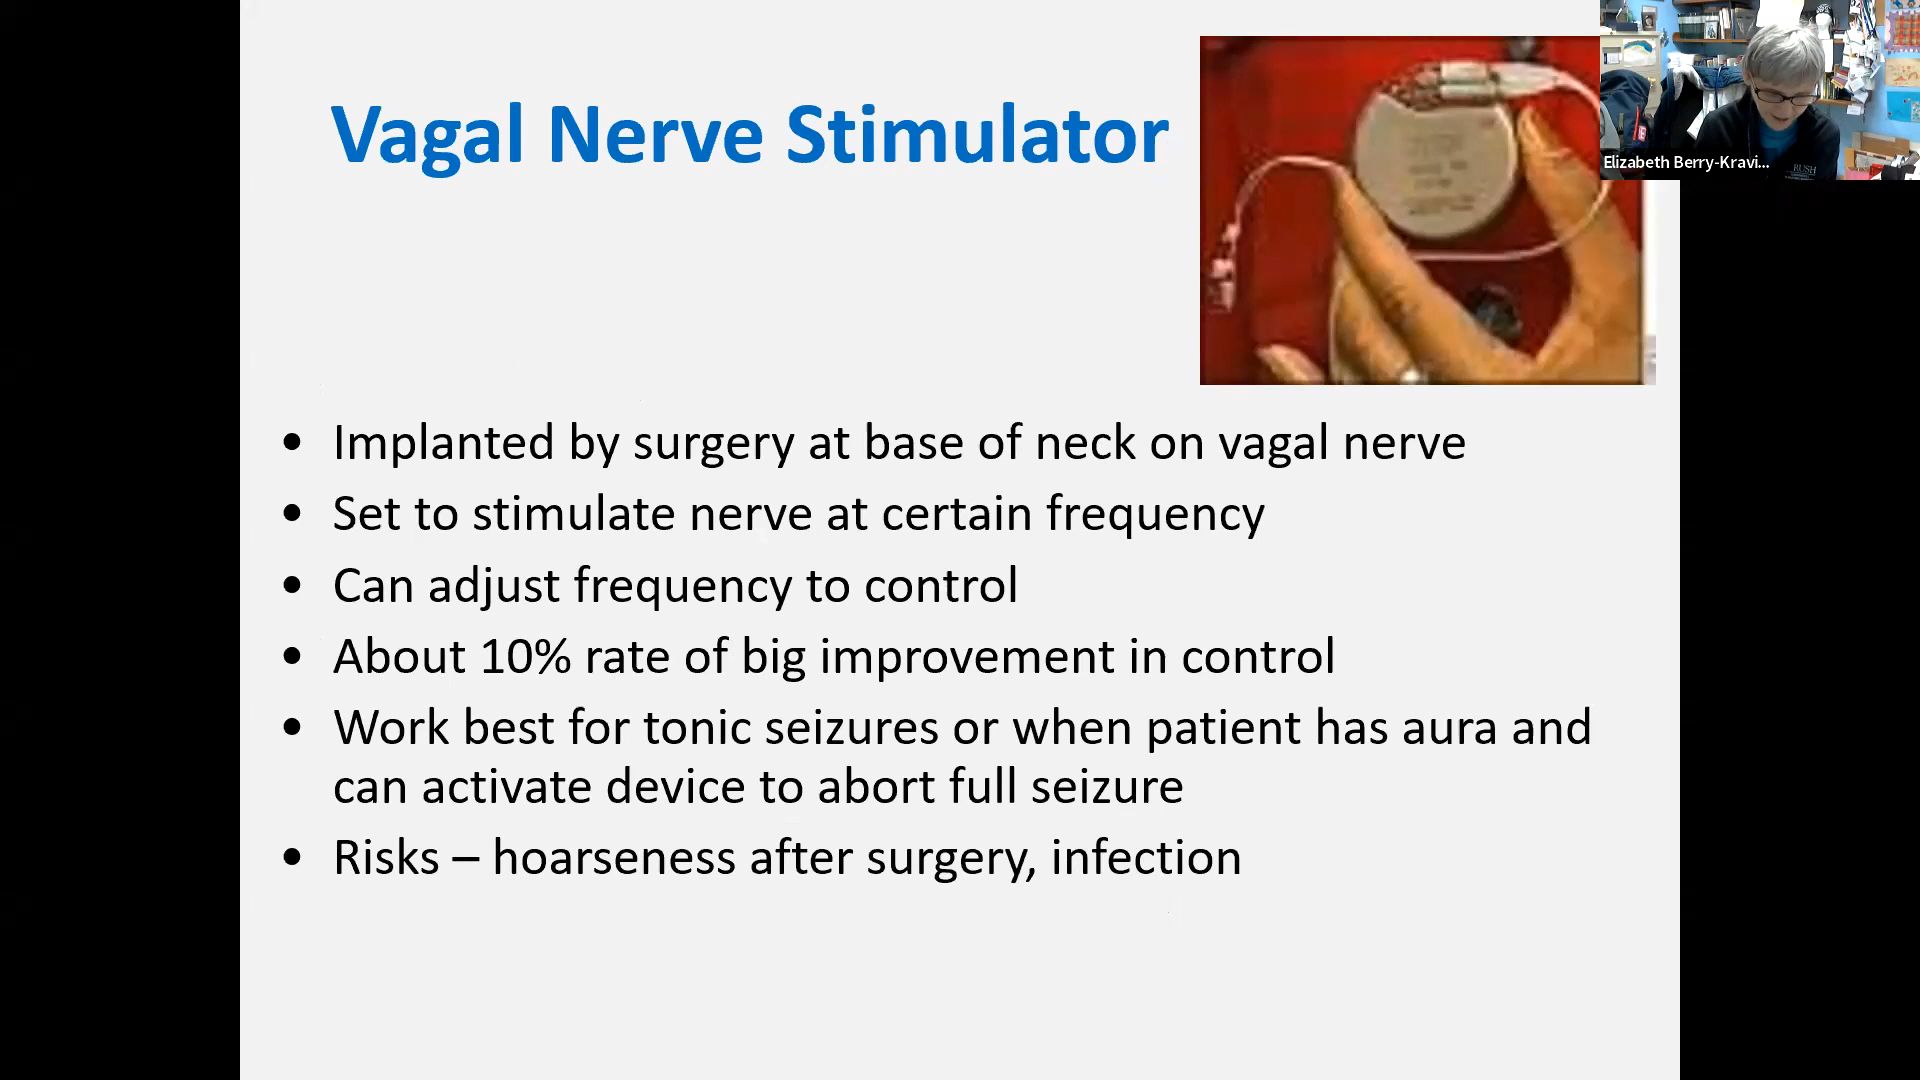 Vagal Nerve Stimulator
Elizabeth Berry-Kravi...
RUSH
• Implanted by surgery at base of neck on vagal nerve
• Set to stimulate nerve at certain frequency
• Can adjust frequency to control
• About 10% rate of big improvement in control
• Work best for tonic seizures or when patient has aura and
can activate device to abort full seizure
• Risks – hoarseness after surgery, infection